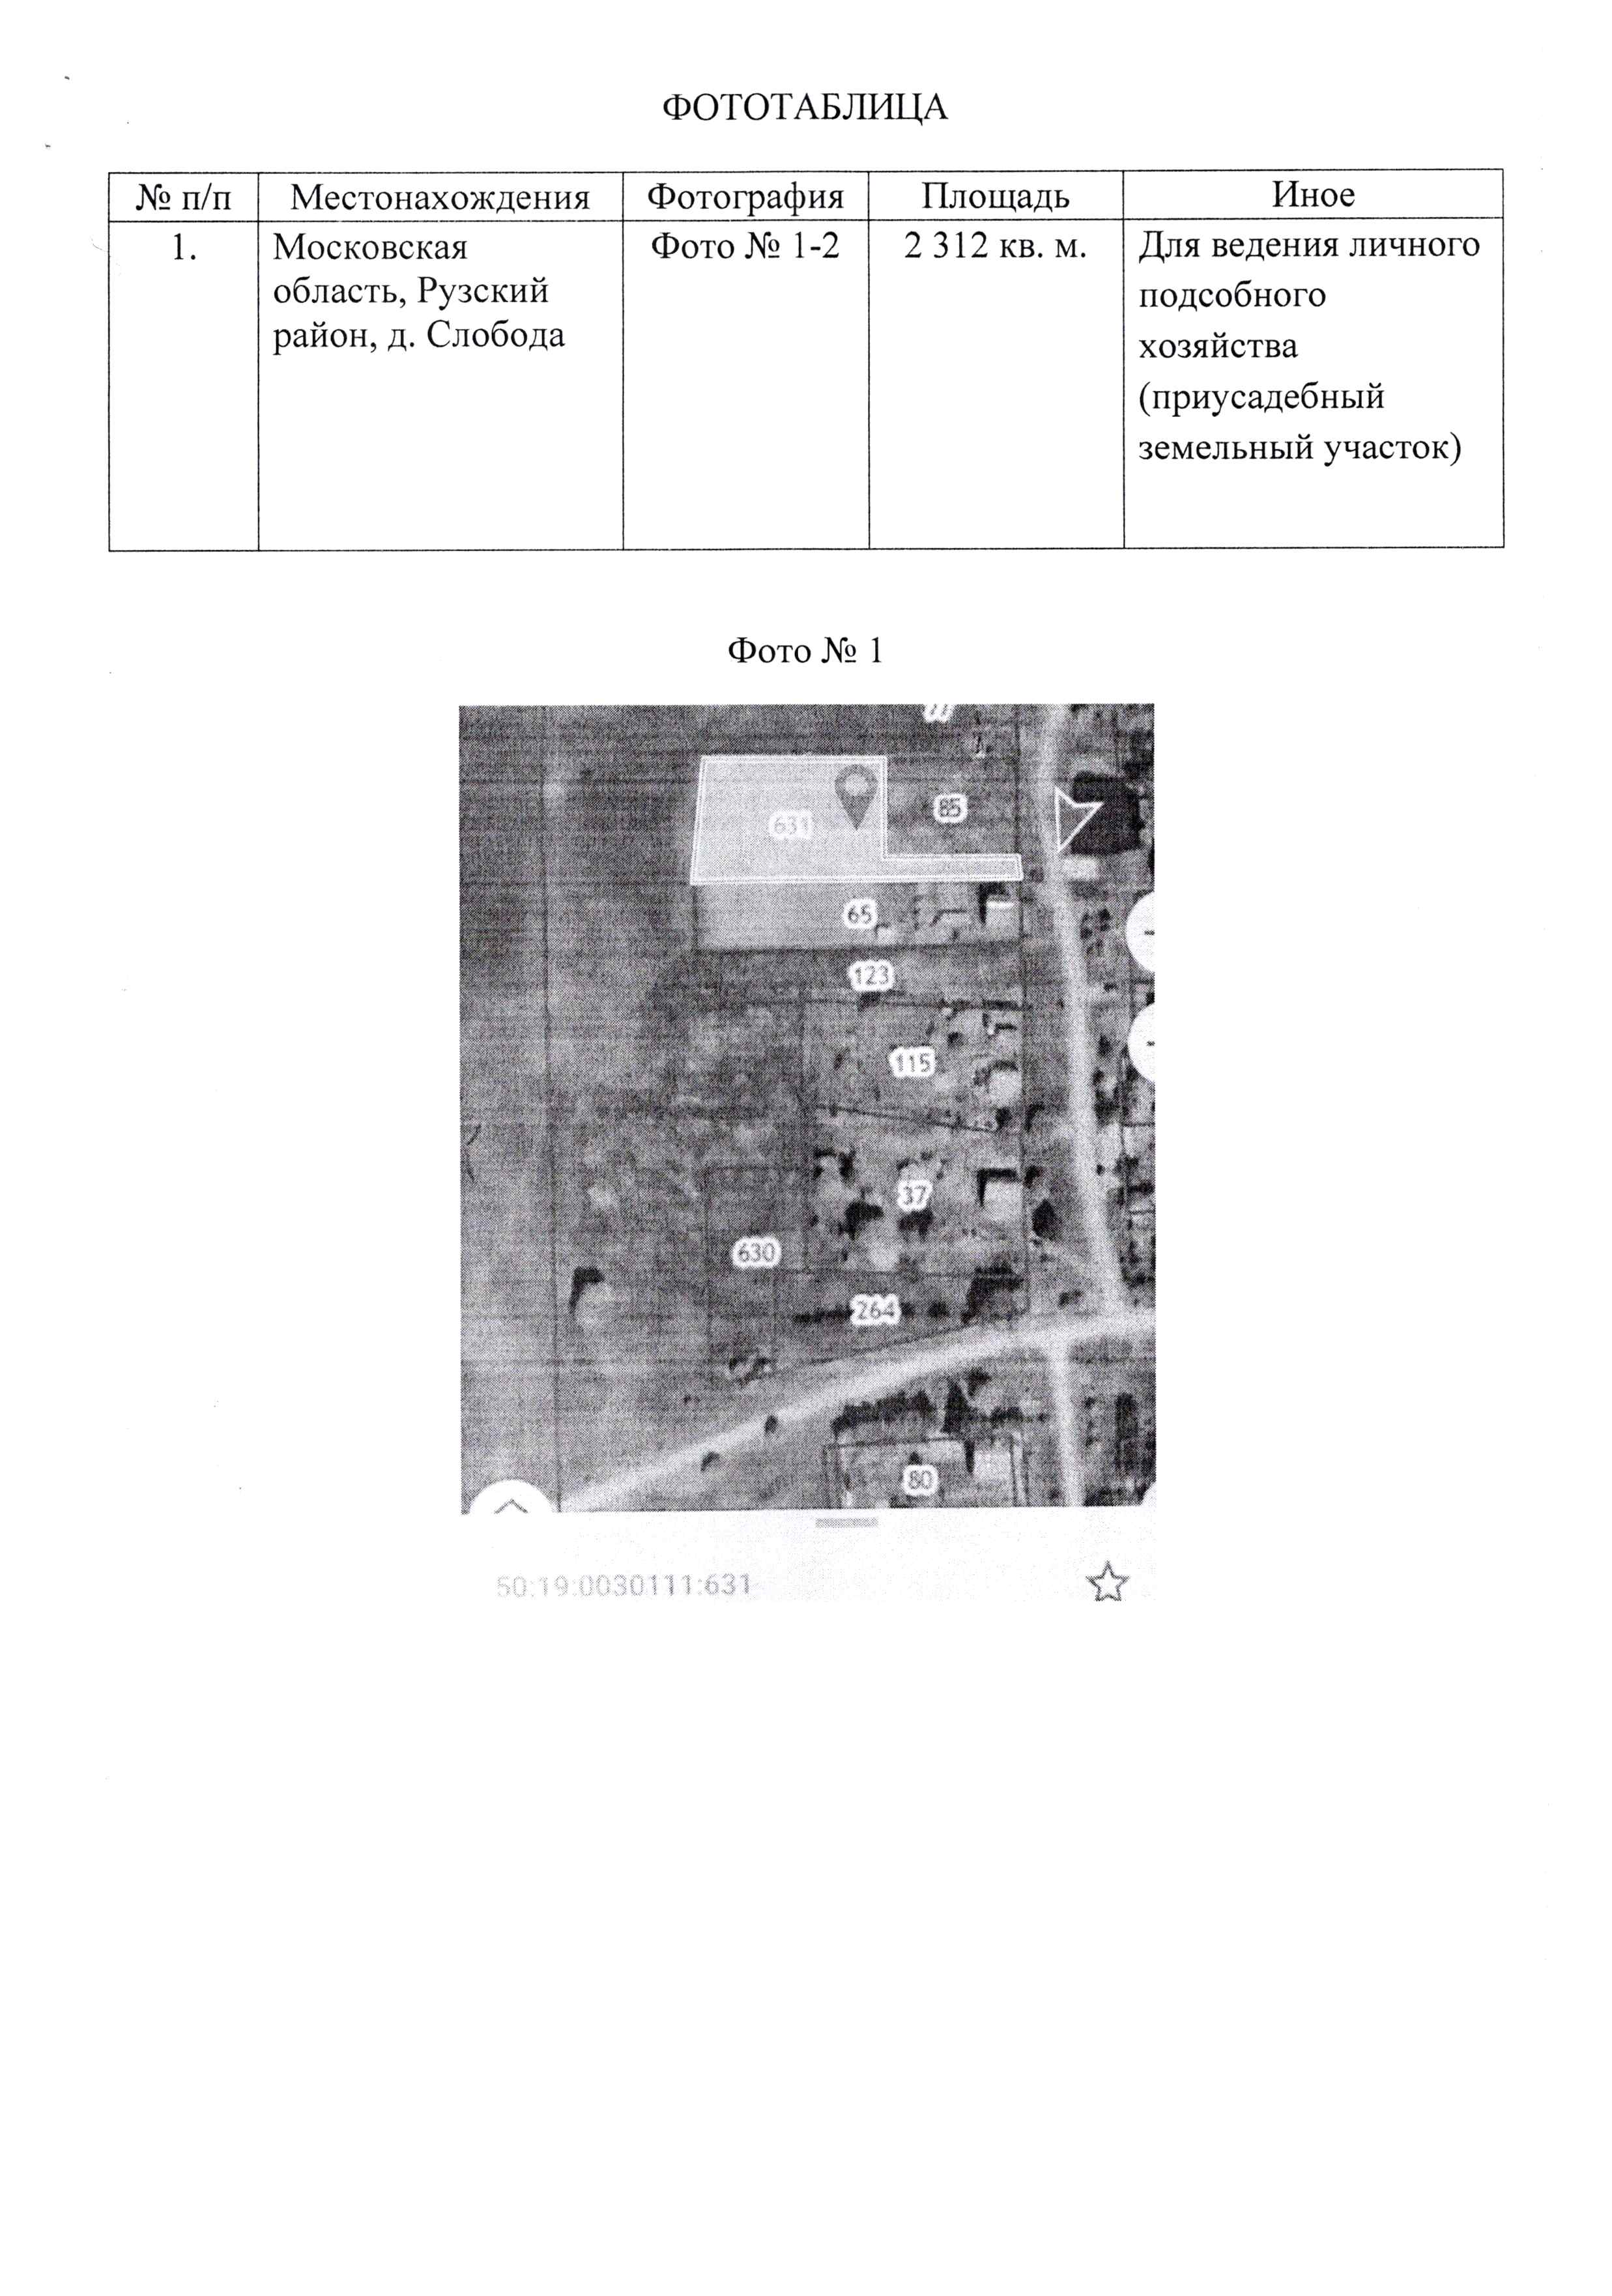 ФОТОТАБЛИЦА
№ п/п Местонахождения Фотография Площадь Иное
1. Московская область, Рузский район, д. Слобода Фото № 1-2 2 312 кв. м. Для ведения личного подсобного хозяйства (приусадебный земельный участок)
Фото № 1
77
631
85
65
123
115
37
630
264
80
50:19:0030111:631